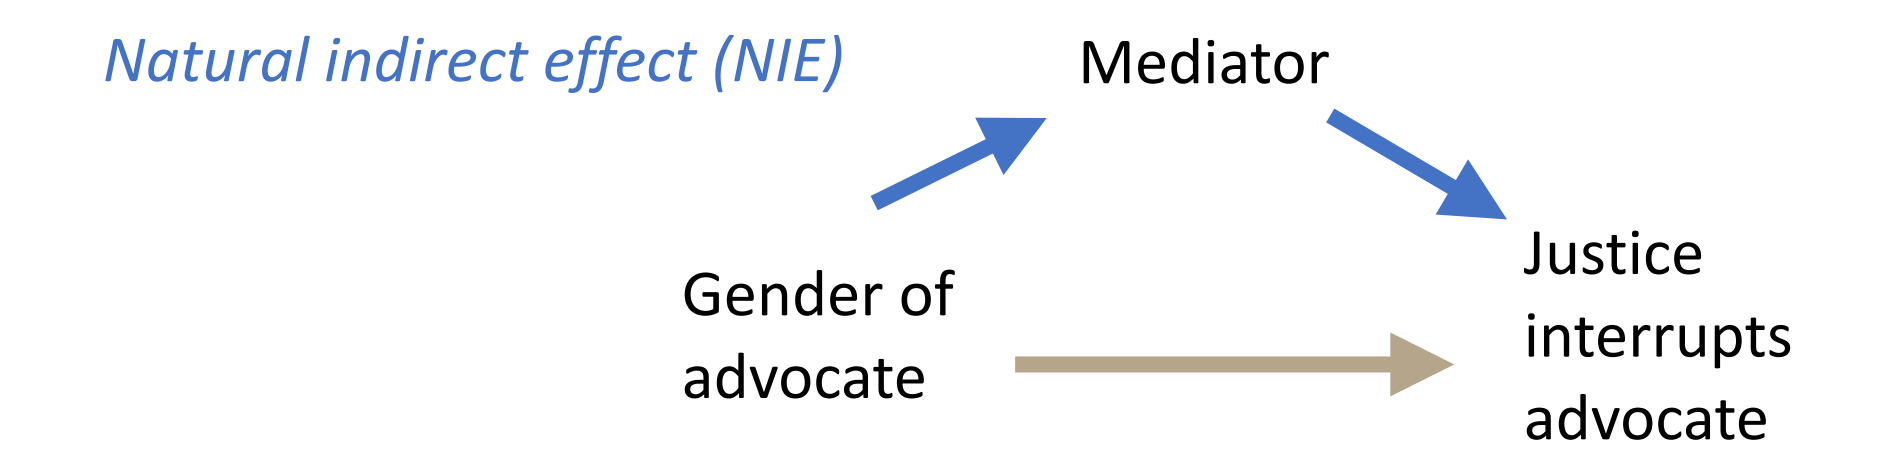 Natural indirect effect (NIE)
Mediator
Gender of
advocate
Justice
interrupts
advocate